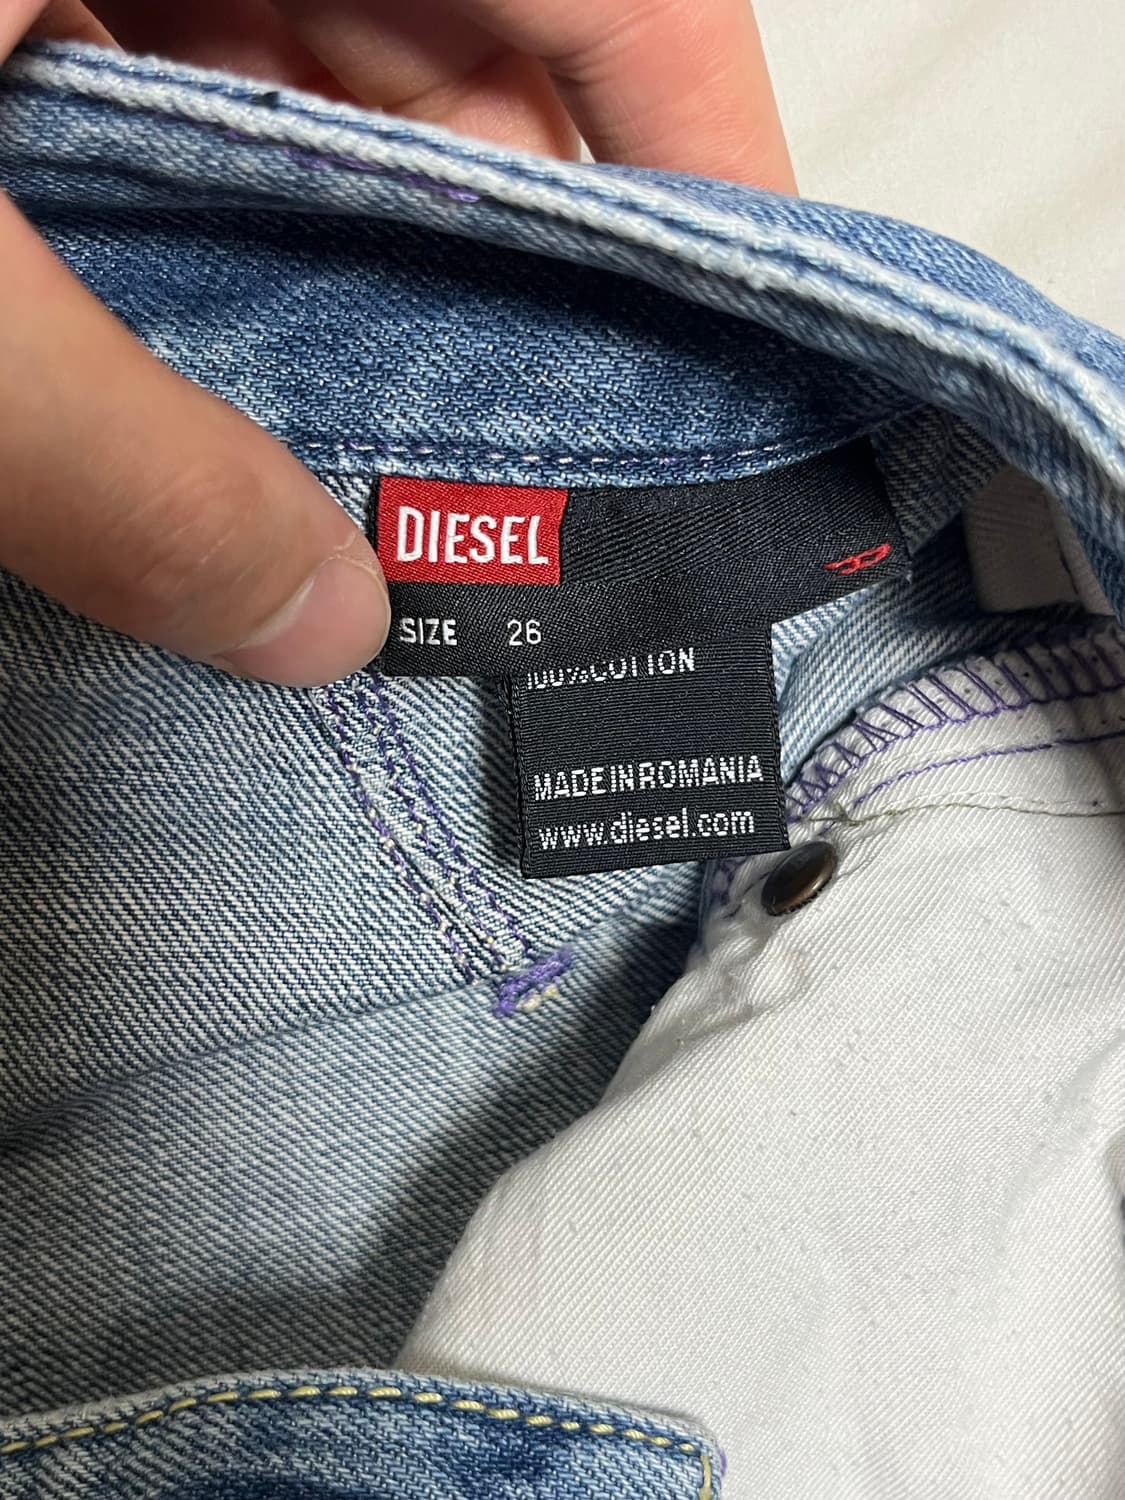 DIESEL
SIZE 26
100% COTTON
MADE IN ROMANIA
www.diesel.com